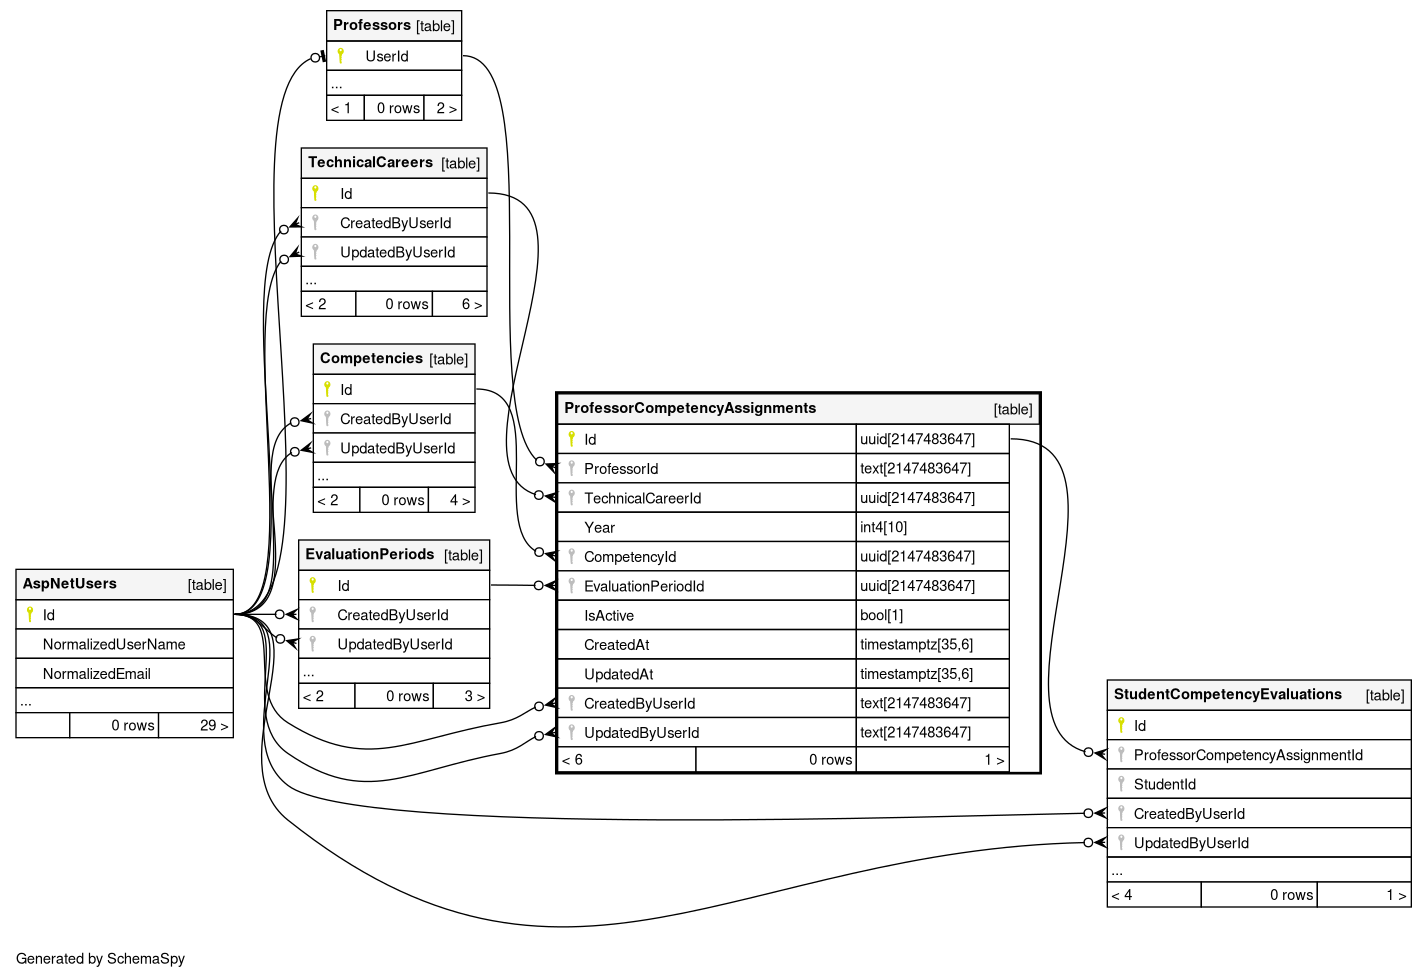 Professors [table]
UserId
...
< 1 0 rows 2 >
TechnicalCareers [table]
Id
CreatedByUserId
UpdatedByUserId
...
< 2 0 rows 6 >
Competencies [table]
Id
CreatedByUserId
UpdatedByUserId
...
< 2 0 rows 4 >
EvaluationPeriods [table]
Id
CreatedByUserId
UpdatedByUserId
...
< 2 0 rows 3 >
AspNetUsers [table]
Id
NormalizedUserName
NormalizedEmail
...
0 rows 29 >
ProfessorCompetencyAssignments [table]
Id uuid[2147483647]
ProfessorId text[2147483647]
TechnicalCareerId uuid[2147483647]
Year int4[10]
CompetencyId uuid[2147483647]
EvaluationPeriodId uuid[2147483647]
IsActive bool[1]
CreatedAt timestamptz[35,6]
UpdatedAt timestamptz[35,6]
CreatedByUserId text[2147483647]
UpdatedByUserId text[2147483647]
< 6 0 rows 1 >
StudentCompetencyEvaluations [table]
Id
ProfessorCompetencyAssignmentId
StudentId
CreatedByUserId
UpdatedByUserId
...
< 4 0 rows 1 >
Generated by SchemaSpy